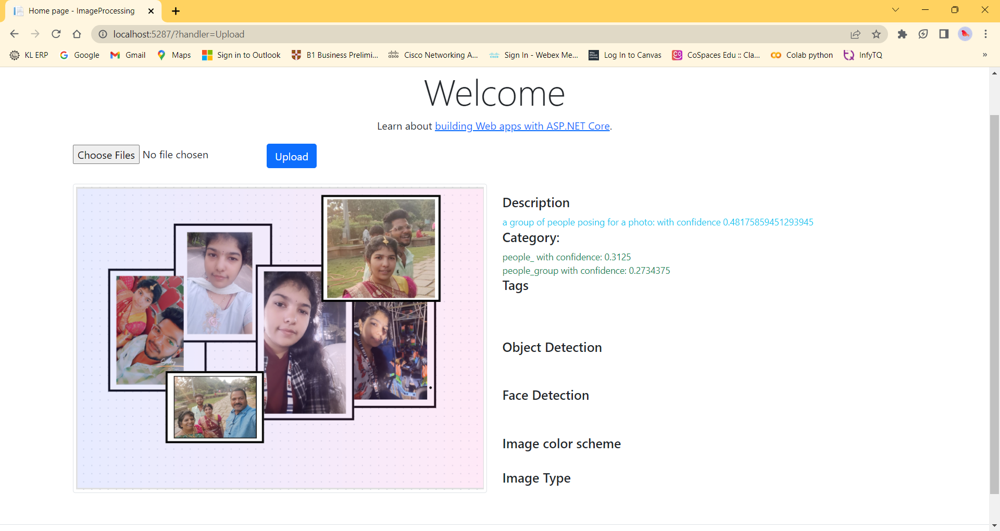 Home page - ImageProcessing
localhost:5287/?handler=Upload
KL ERP Google Gmail Maps Sign in to Outlook B1 Business Prelimi... Cisco Networking A... Sign In - Webex Me... Log In to Canvas CoSpaces Edu :: Cla... Colab python InfyTQ »
Welcome
Learn about building Web apps with ASP.NET Core.
Choose Files No file chosen Upload
Description
a group of people posing for a photo: with confidence 0.48175859451293945
Category:
people_ with confidence: 0.3125
people_group with confidence: 0.2734375
Tags
Object Detection
Face Detection
Image color scheme
Image Type